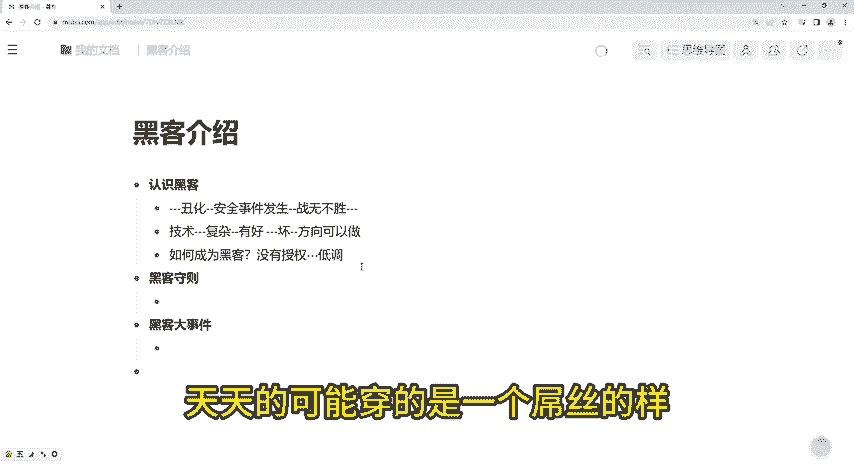 我的文档 | 黑客介绍
思维导图
黑客介绍
认识黑客
---丑化--安全事件发生--战无不胜---
技术---复杂--有好 ---坏--方向可以做
如何成为黑客？没有授权···低调
黑客守则
黑客大事件
天天的可能穿的是一个屌丝的样